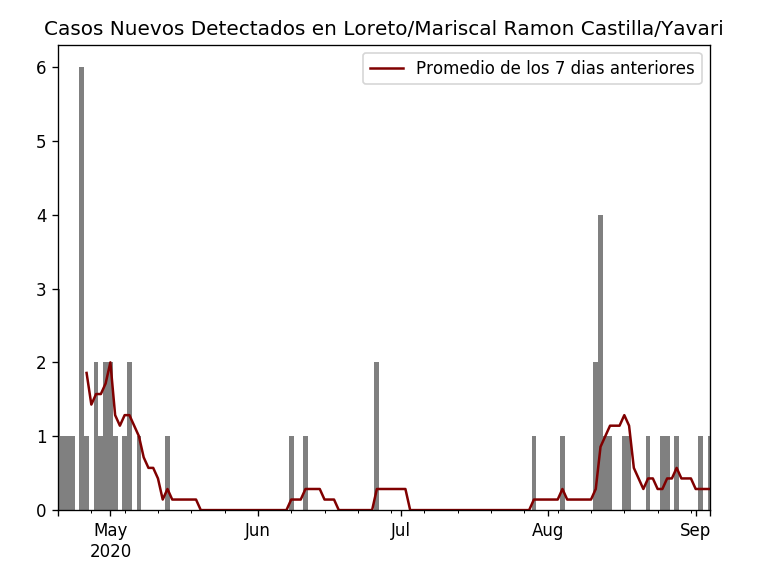 Casos Nuevos Detectados en Loreto/Mariscal Ramon Castilla/Yavari
Promedio de los 7 dias anteriores
6
5
4
3
2
1
0
May Jun Jul Aug Sep
2020